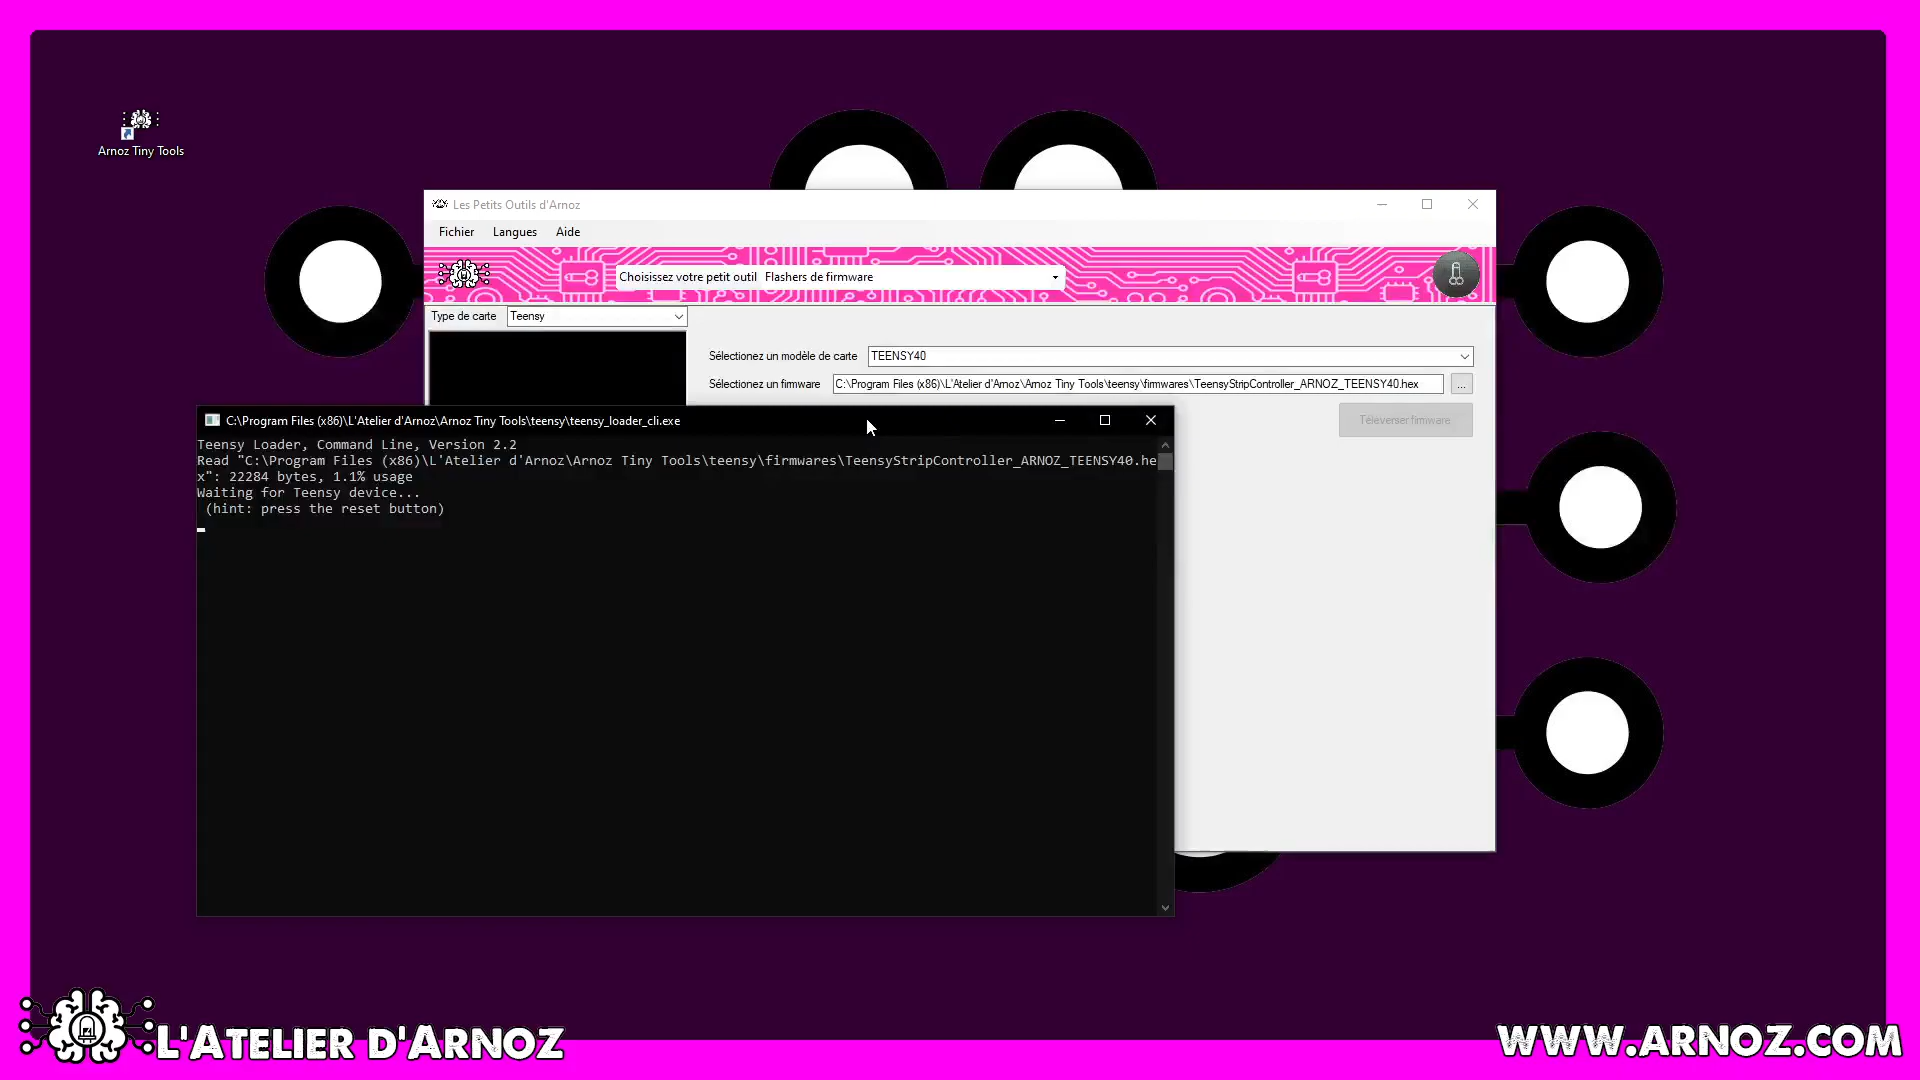 Arnoz Tiny Tools
Les Petits Outils d'Arnoz
Fichier Langues Aide
Choisissez votre petit outil Flashers de firmware
Type de carte Teensy
Sélectionez un modèle de carte TEENSY40
Sélectionez un firmware C:\Program Files (x86)\L'Atelier d'Arnoz\Arnoz Tiny Tools\teensy\firmwares\TeensyStripController_ARNOZ_TEENSY40.hex ...
Téléverser firmware
C:\Program Files (x86)\L'Atelier d'Arnoz\Arnoz Tiny Tools\teensy\teensy_loader_cli.exe
Teensy Loader, Command Line, Version 2.2
Read "C:\Program Files (x86)\L'Atelier d'Arnoz\Arnoz Tiny Tools\teensy\firmwares\TeensyStripController_ARNOZ_TEENSY40.he
x": 22284 bytes, 1.1% usage
Waiting for Teensy device...
(hint: press the reset button)
L'ATELIER D'ARNOZ
WWW.ARNOZ.COM